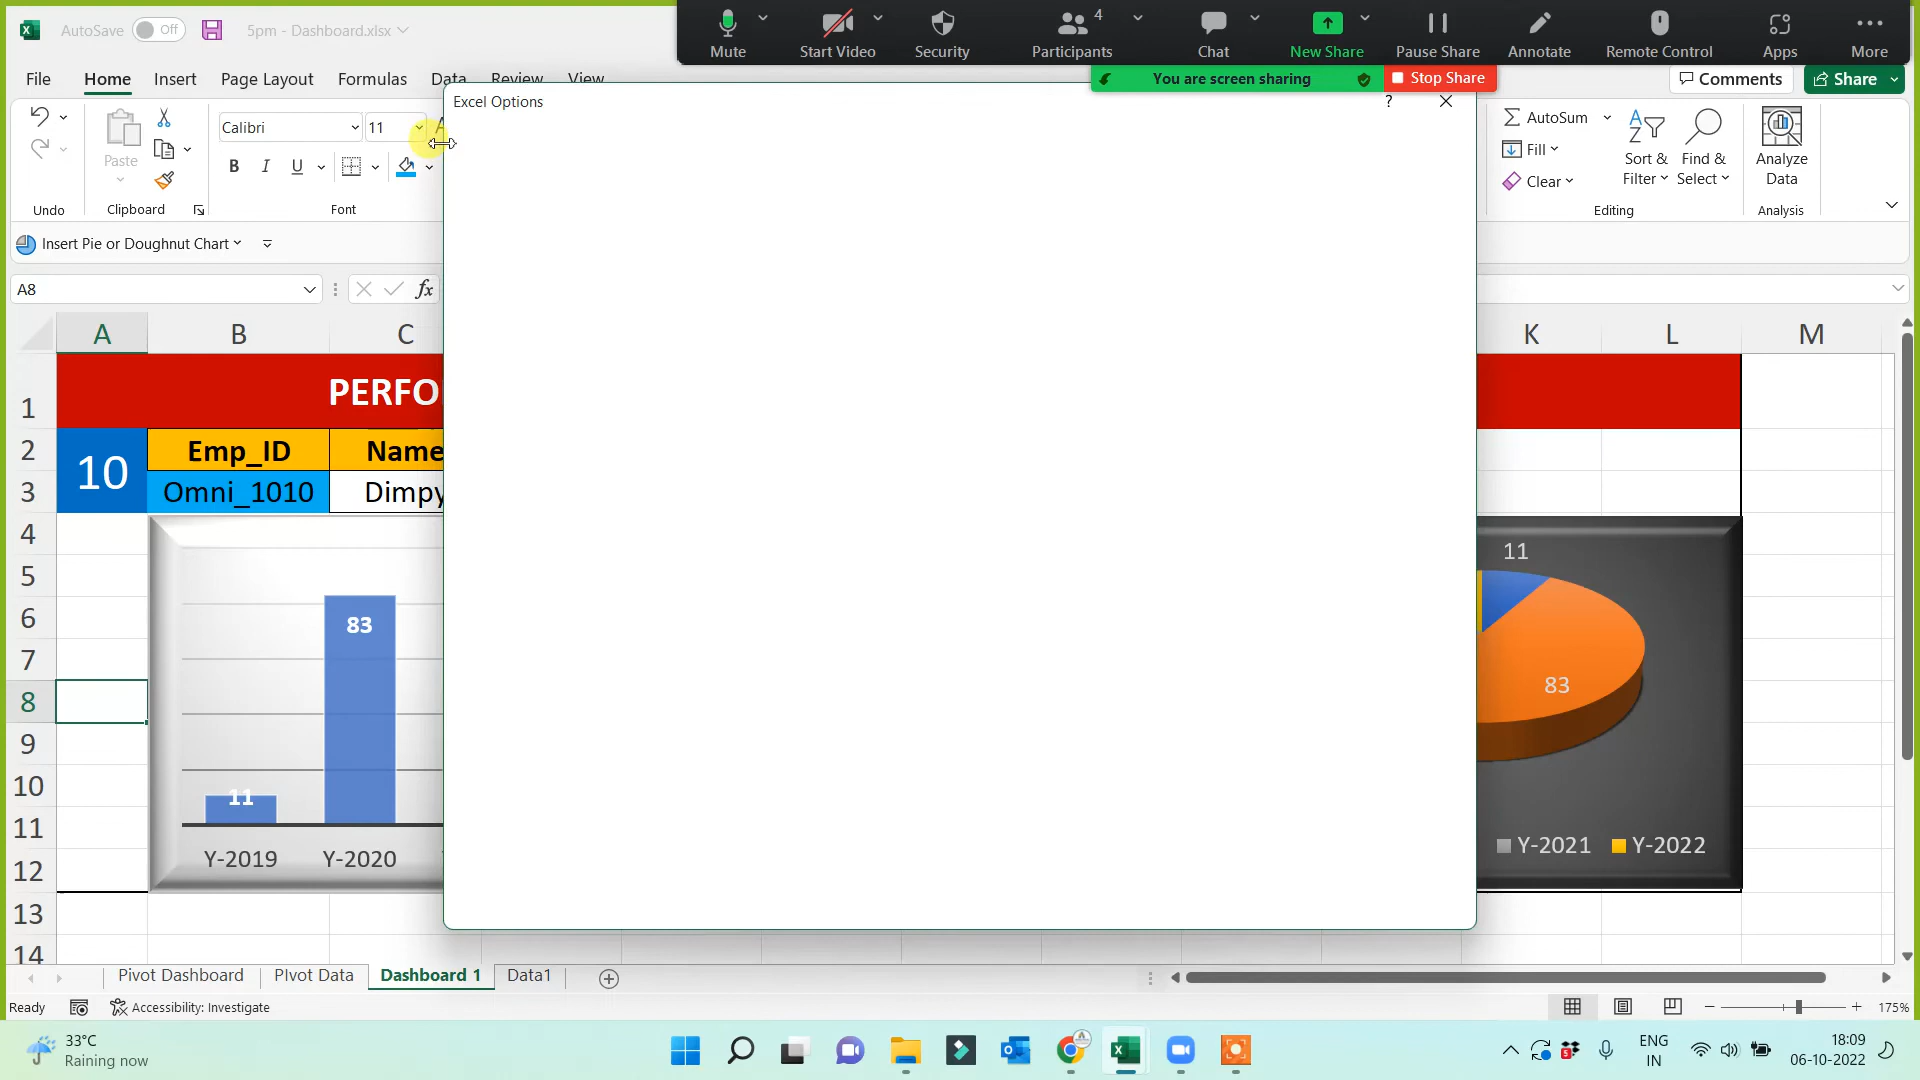 AutoSave Off 5pm - Dashboard.xlsx
Mute Start Video Security Participants 4 Chat New Share Pause Share Annotate Remote Control Apps More
You are screen sharing Stop Share
File Home Insert Page Layout Formulas Data Review View
Comments Share
Excel Options ?
Calibri 11
Paste
B I U
AutoSum
Fill
Clear
Sort & Filter
Find & Select
Analyze Data
Undo Clipboard Font Editing Analysis
Insert Pie or Doughnut Chart
A8 fx
A B C K L M
1 PERFO
2 Emp_ID Name
10
3 Omni_1010 Dimpy
4
5
6
7
8
9
10
11
12
13
14
83
11
Y-2019 Y-2020
11
83
Y-2021 Y-2022
Pivot Dashboard PIvot Data Dashboard 1 Data1
Ready Accessibility: Investigate 175%
33°C
Raining now
ENG
IN
18:09
06-10-2022